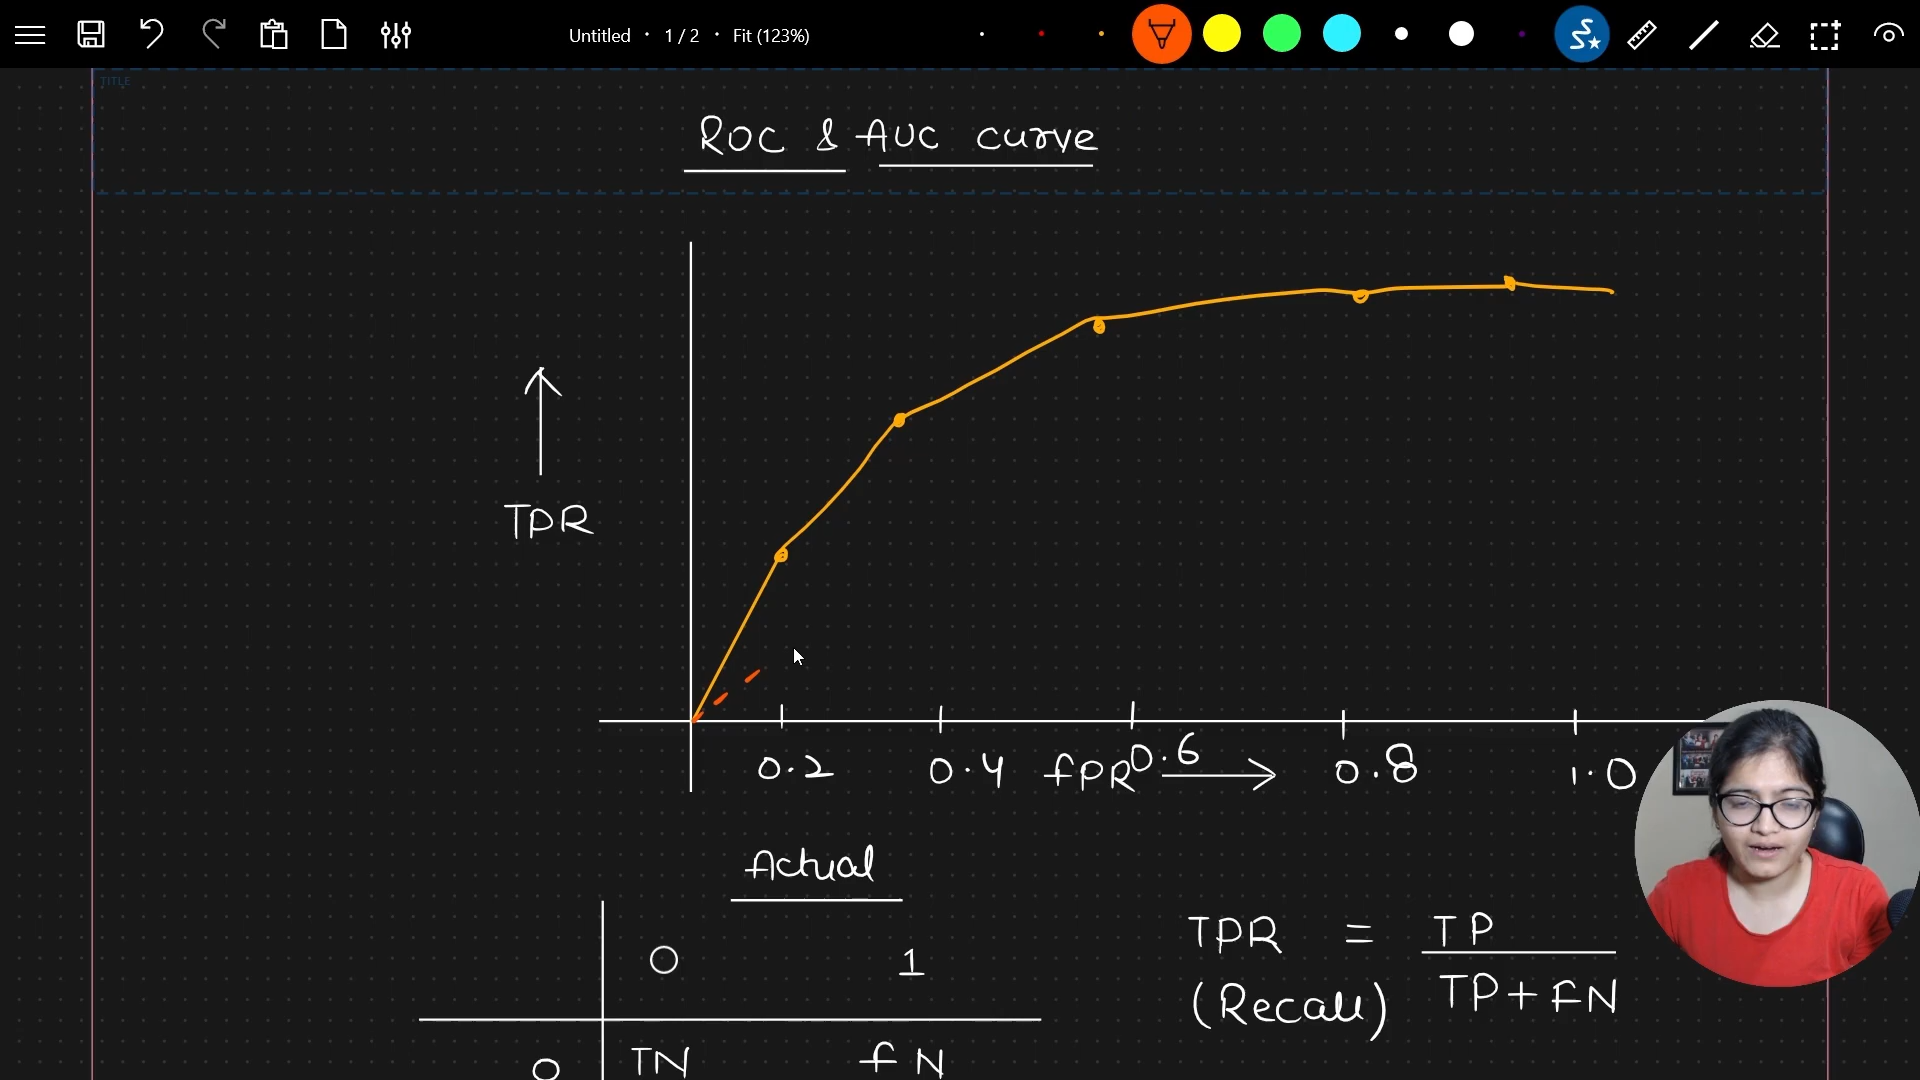 Untitled • 1 / 2 • Fit (123%)
TITLE
ROC & AUC curve
TPR
0.2 0.4 fPR 0.6 0.8 1.0
Actual
0 1
TPR = TP
(Recall) TP+FN
0 TN fN